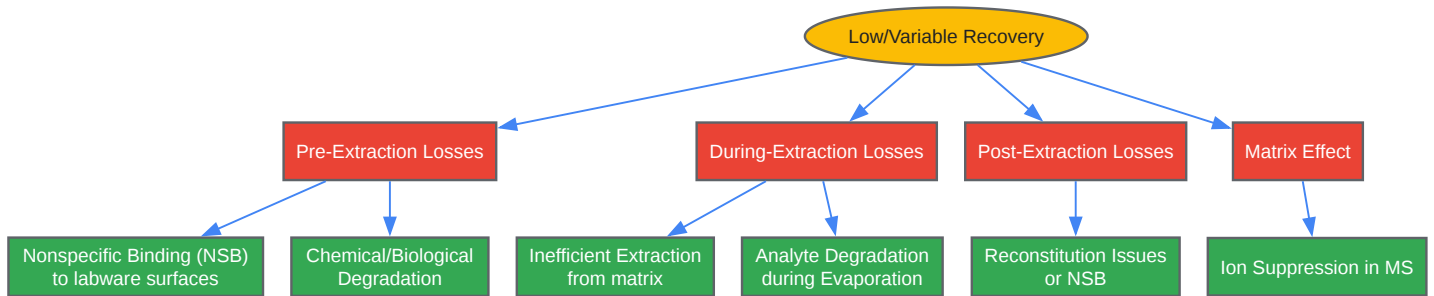 Low/Variable Recovery
Pre-Extraction Losses
During-Extraction Losses
Post-Extraction Losses
Matrix Effect
Nonspecific Binding (NSB)
to labware surfaces
Chemical/Biological
Degradation
Inefficient Extraction
from matrix
Analyte Degradation
during Evaporation
Reconstitution Issues
or NSB
Ion Suppression in MS